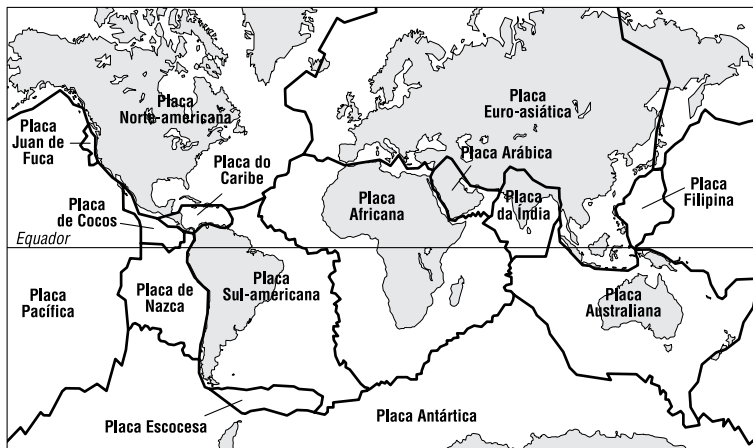 Placa
Norte-americana
Placa
Euro-asiática
Placa
Juan de
Fuca
Placa Arábica
Placa do
Caribe
Placa
Africana
Placa
da Índia
Placa
Filipina
Placa
de Cocos
Equador
Placa
Pacífica
Placa de
Nazca
Placa
Sul-americana
Placa
Australiana
Placa Escocesa
Placa Antártica